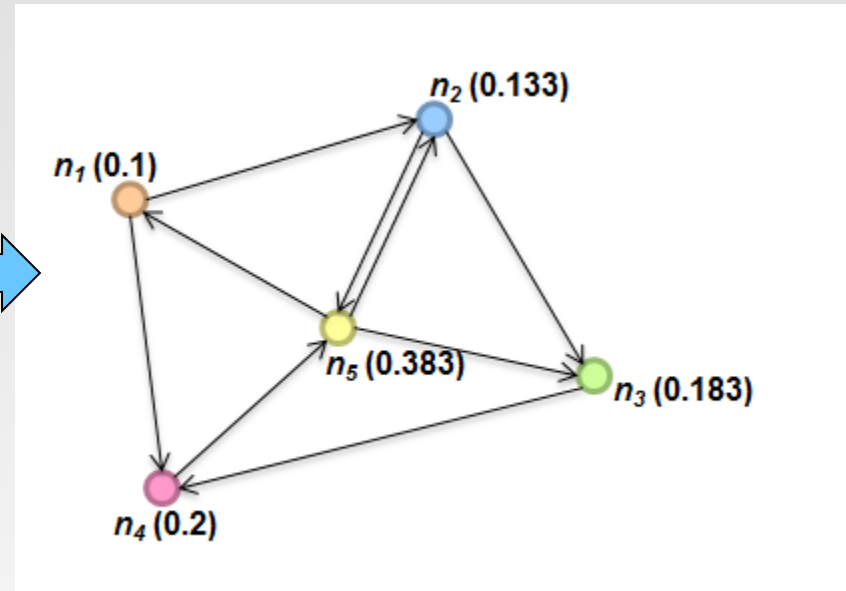 n₂ (0.133)
n₁ (0.1)
n₅ (0.383)
n₃ (0.183)
n₄ (0.2)